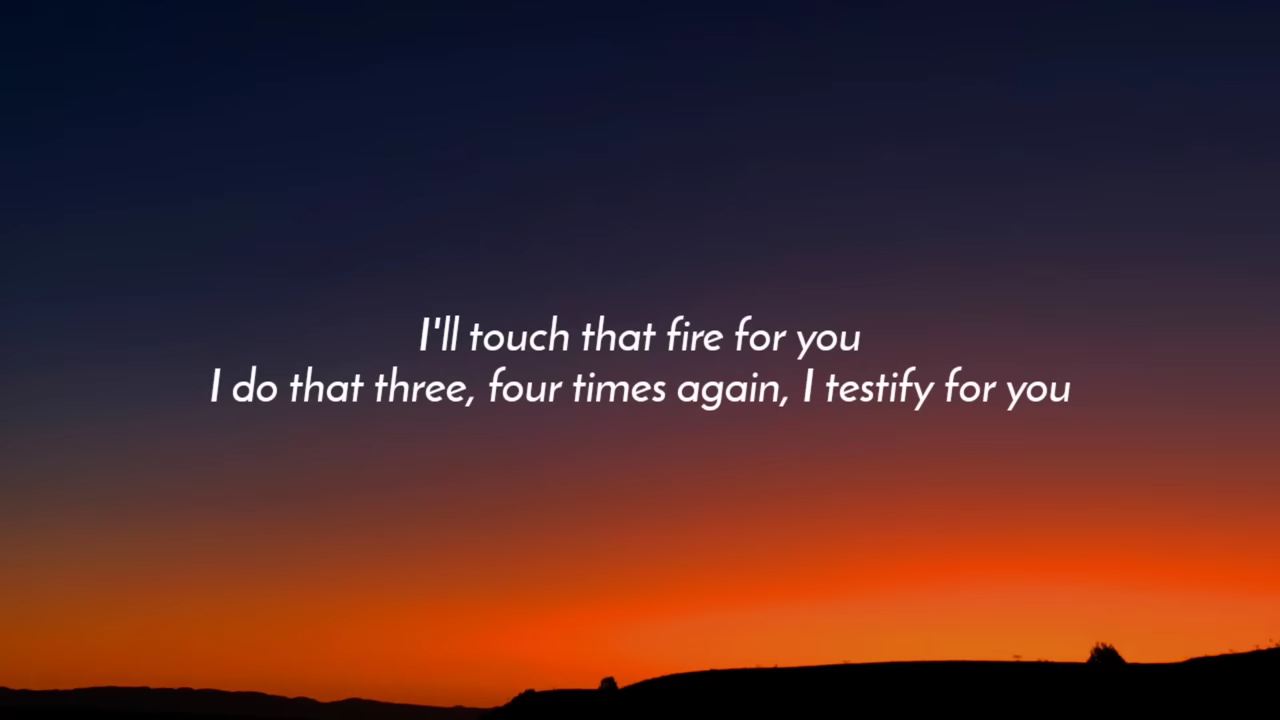 I'll touch that fire for you
I do that three, four times again, I testify for you